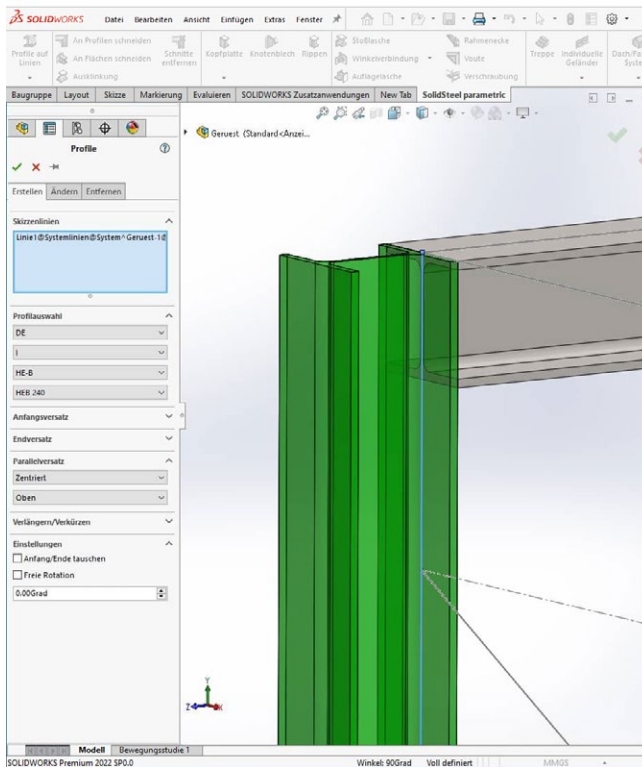 SOLIDWORKS Datei Bearbeiten Ansicht Einfügen Extras Fenster
Profile auf Linien
An Profilen schneiden
An Flächen schneiden
Ausklinkung
Schnitte entfernen
Kopfplatte Knotenblech Rippen
Stoßlasche
Winkelverbindung
Auflagelasche
Rahmenecke
Voute
Verschraubung
Treppe Individuelle Geländer
Baugruppe Layout Skizze Markierung Evaluieren SOLIDWORKS Zusatzanwendungen New Tab SolidSteel parametric
Geruest (Standard<Anzei...
Profile
Erstellen Ändern Entfernen
Skizzenlinien
Linie1@Systemlinien@System^Geruest-1@
Profilauswahl
DE
I
HE-B
HEB 240
Anfangsversatz
Endversatz
Parallelversatz
Zentriert
Oben
Verlängern/Verkürzen
Einstellungen
Anfang/Ende tauschen
Freie Rotation
0.00Grad
Y
Z
X
Modell Bewegungsstudie 1
SOLIDWORKS Premium 2022 SP0.0 Winkel: 90Grad Voll definiert MMGS